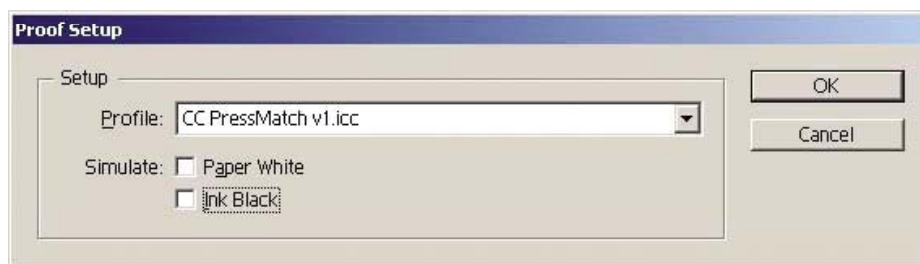 Proof Setup
Setup
Profile: CC PressMatch v1.icc
Simulate: Paper White
Ink Black
OK
Cancel